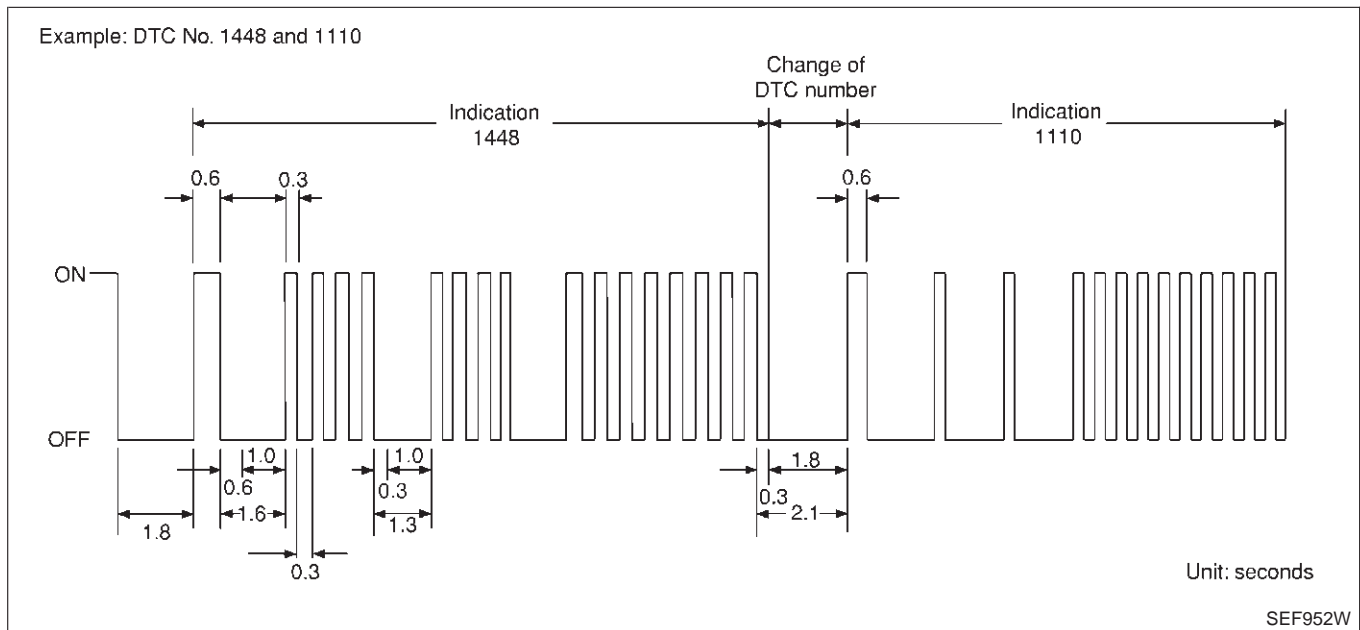 Example: DTC No. 1448 and 1110
Change of
DTC number
Indication
1448
Indication
1110
0.6
0.3
0.6
ON
OFF
1.0
1.0
1.8
0.6
0.3
0.3
1.8
1.6
1.3
2.1
0.3
Unit: seconds
SEF952W